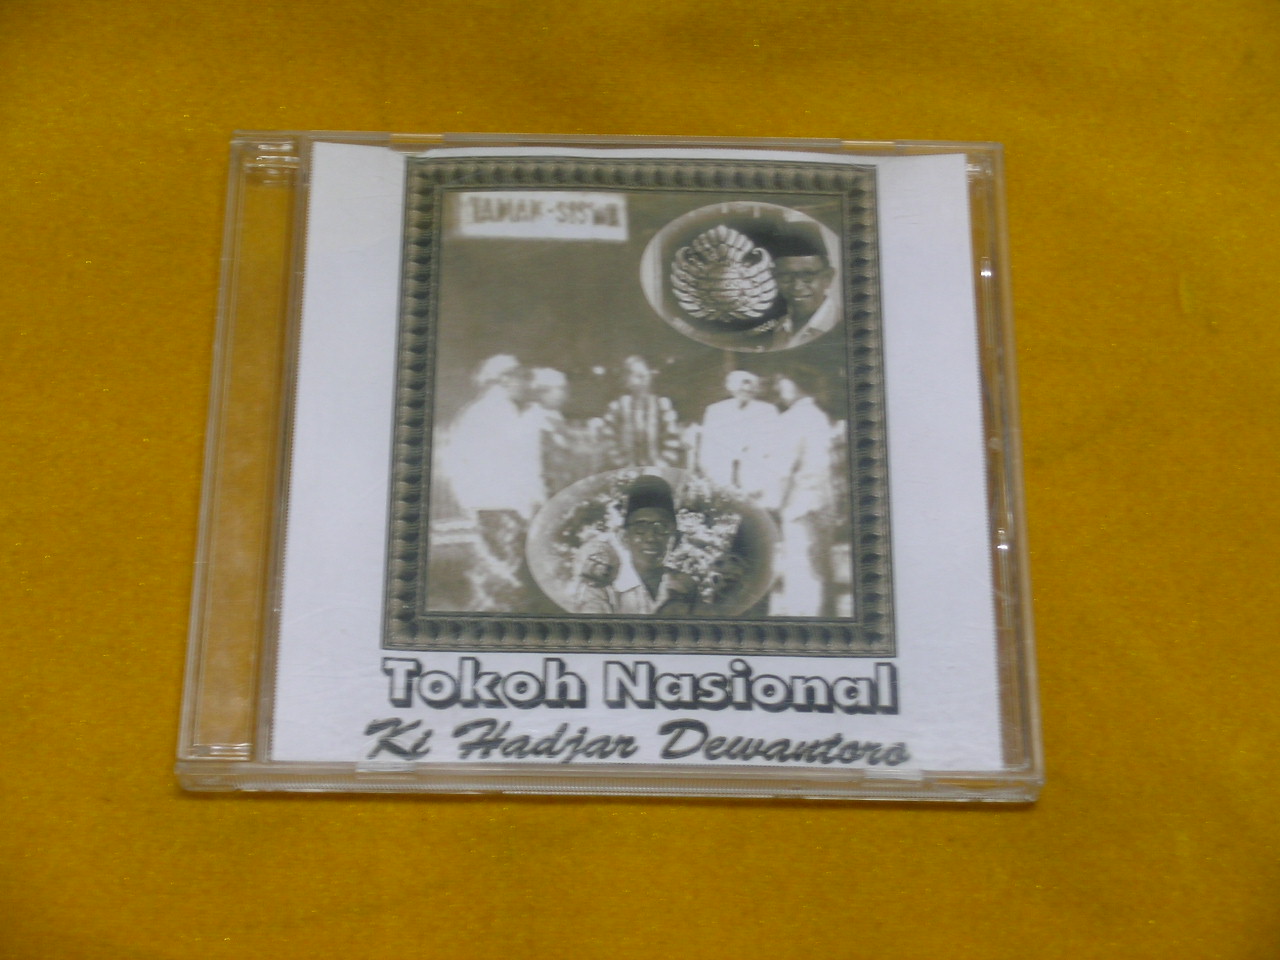 TAMAN-SISWA
Tokoh Nasional
Ki Hadjar Dewantoro